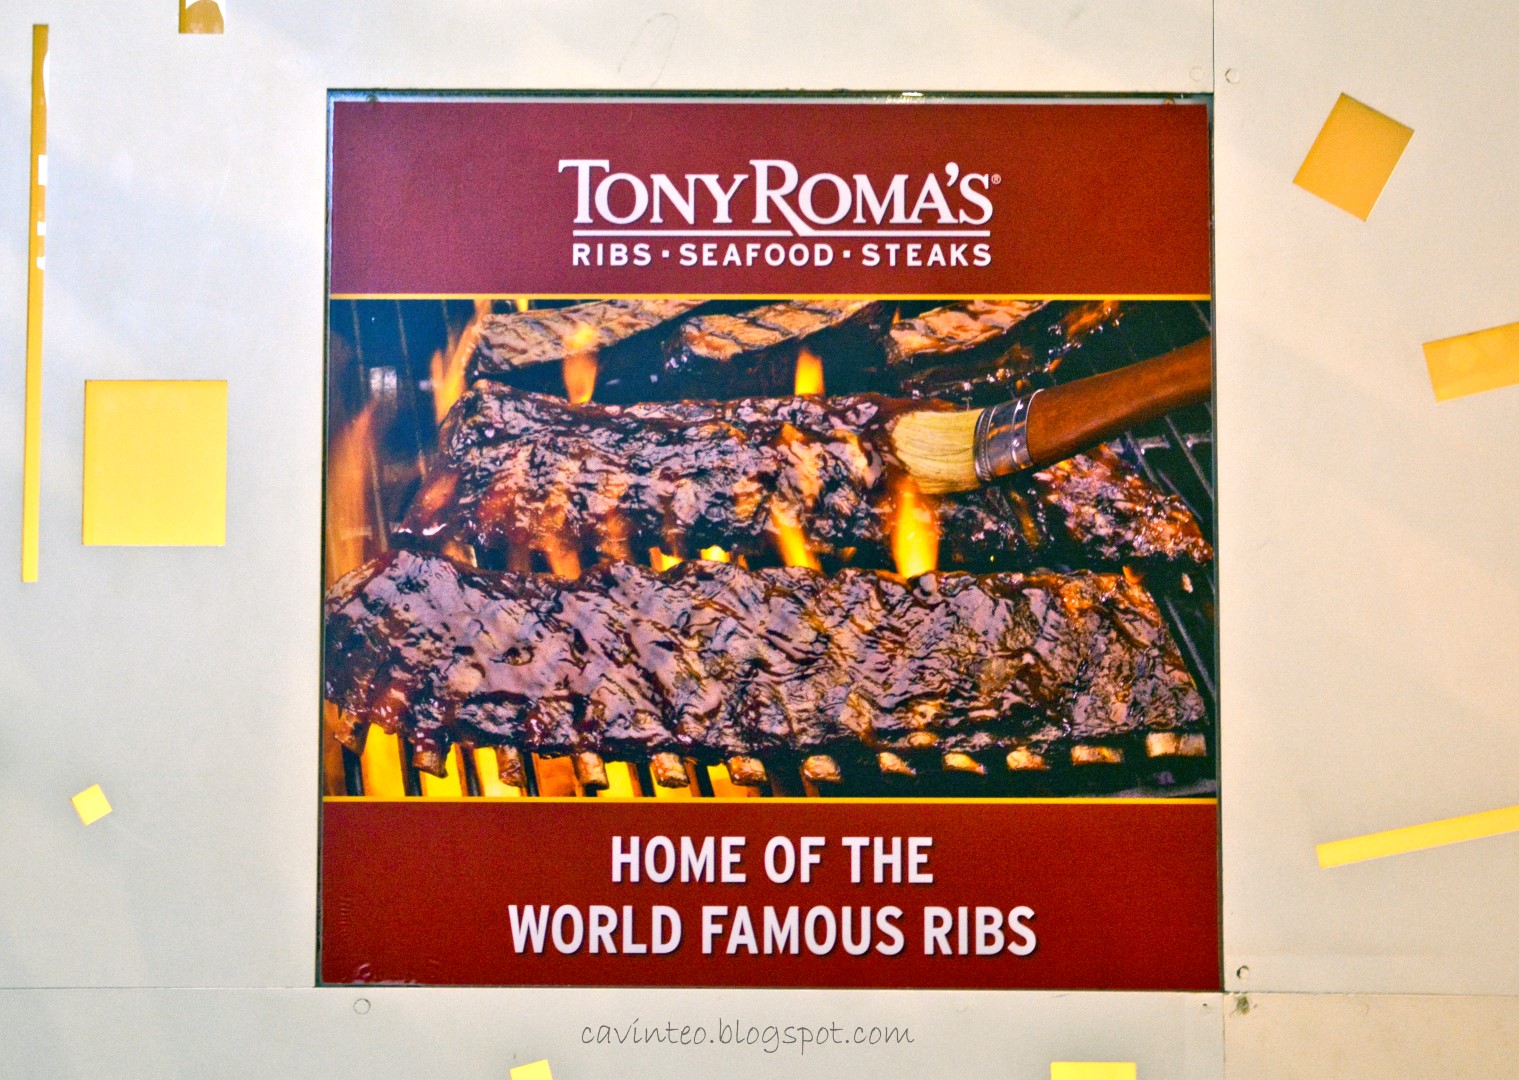 TONY ROMA'S®
RIBS · SEAFOOD · STEAKS
HOME OF THE
WORLD FAMOUS RIBS
cavinteo.blogspot.com